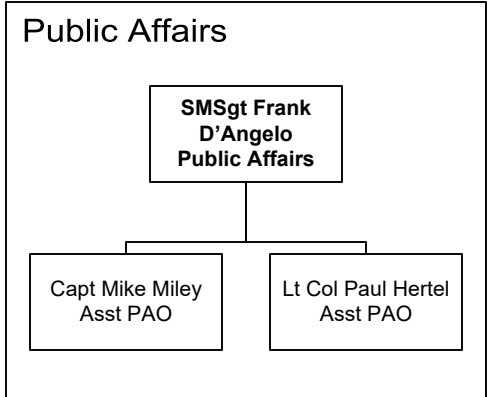 Public Affairs
SMSgt Frank
D’Angelo
Public Affairs
Capt Mike Miley
Asst PAO
Lt Col Paul Hertel
Asst PAO